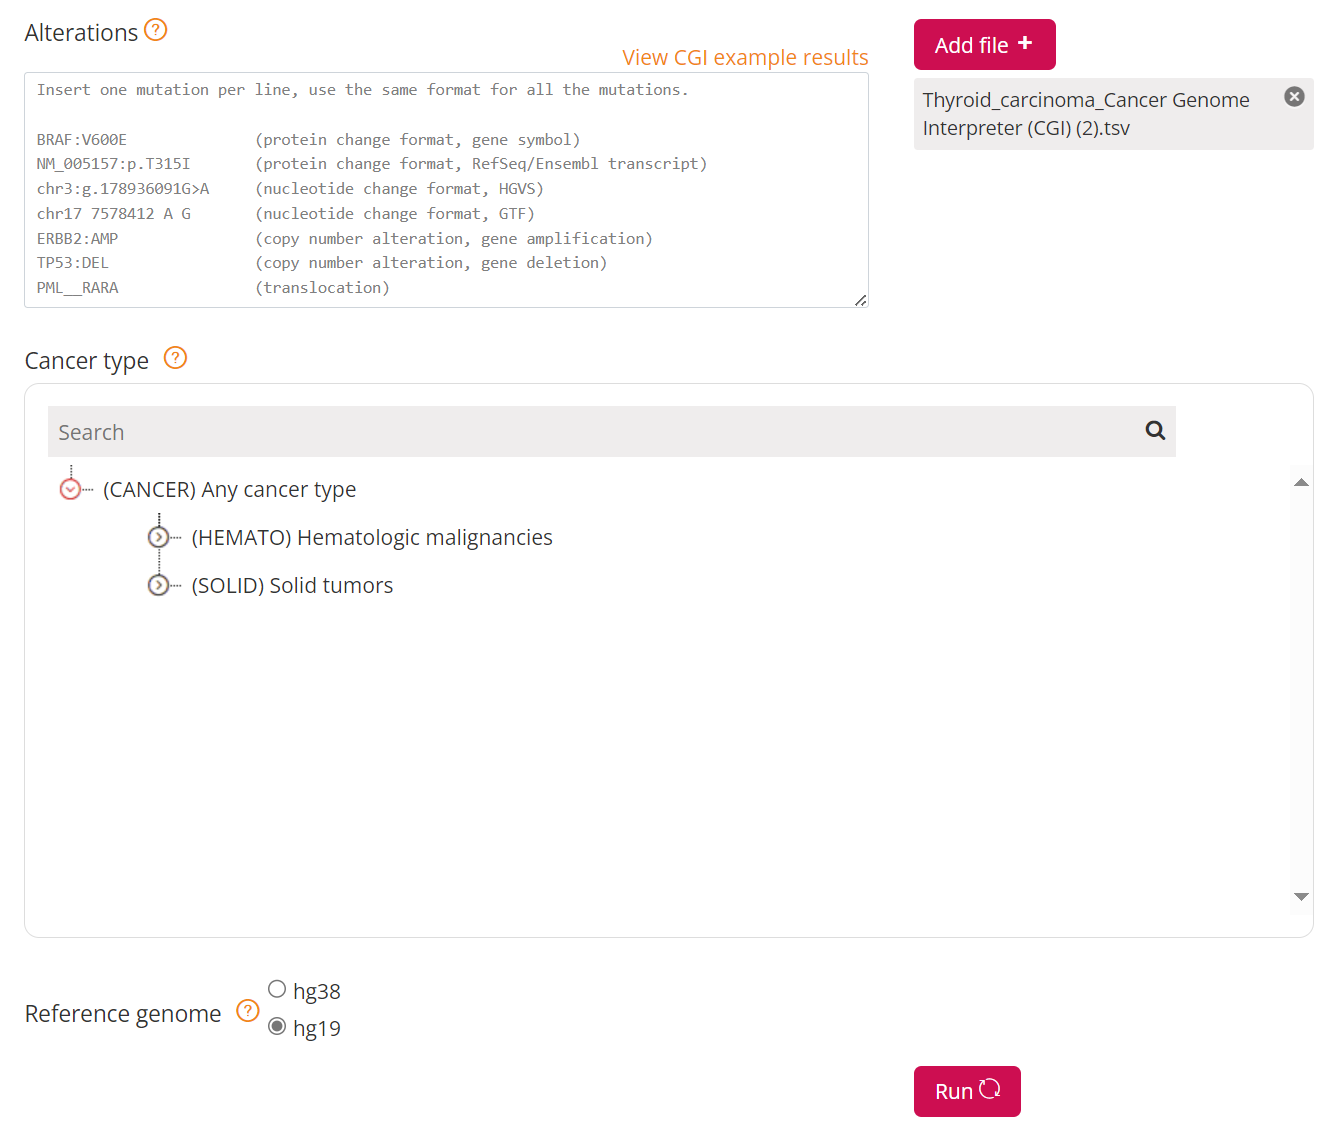 Alterations ?
View CGI example results
Add file +
Insert one mutation per line, use the same format for all the mutations.
BRAF:V600E (protein change format, gene symbol)
NM_005157:p.T315I (protein change format, RefSeq/Ensembl transcript)
chr3:g.178936091G>A (nucleotide change format, HGVS)
chr17 7578412 A G (nucleotide change format, GTF)
ERBB2:AMP (copy number alteration, gene amplification)
TP53:DEL (copy number alteration, gene deletion)
PML__RARA (translocation)
Thyroid_carcinoma_Cancer Genome
Interpreter (CGI) (2).tsv
Cancer type ?
Search
(CANCER) Any cancer type
(HEMATO) Hematologic malignancies
(SOLID) Solid tumors
Reference genome ?
hg38
hg19
Run